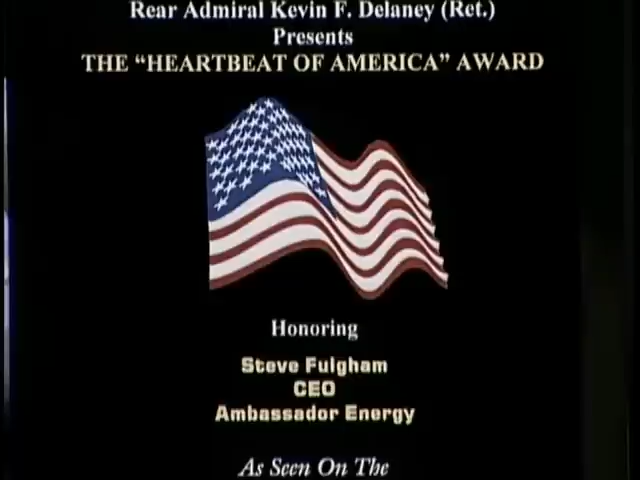 Rear Admiral Kevin F. Delaney (Ret.)
Presents
THE “HEARTBEAT OF AMERICA” AWARD
Honoring
Steve Fulgham
CEO
Ambassador Energy
As Seen On The